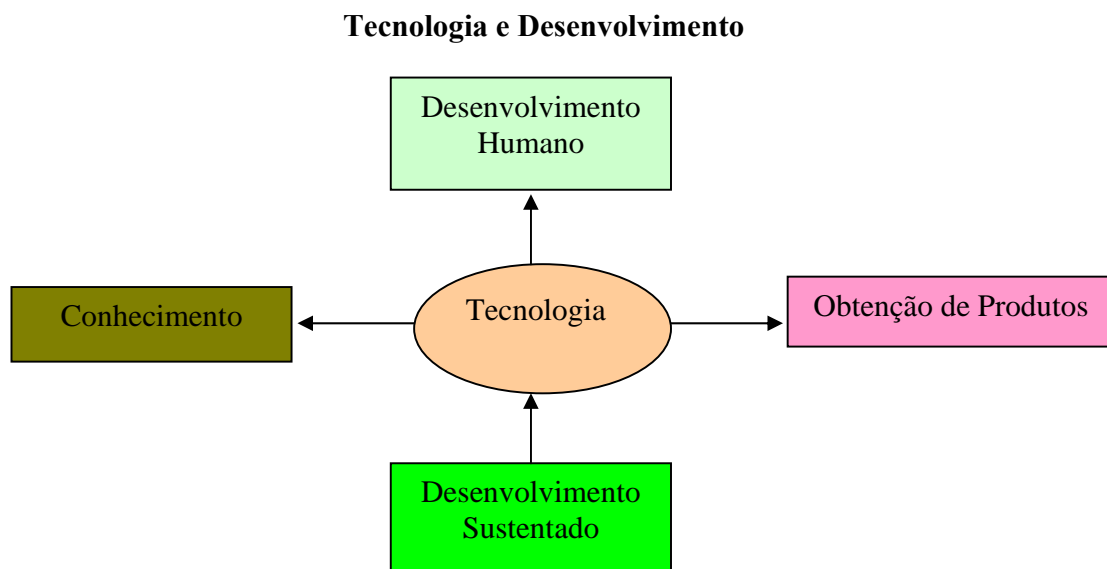 Tecnologia e Desenvolvimento
Desenvolvimento
Humano
Conhecimento
Tecnologia
Obtenção de Produtos
Desenvolvimento
Sustentado